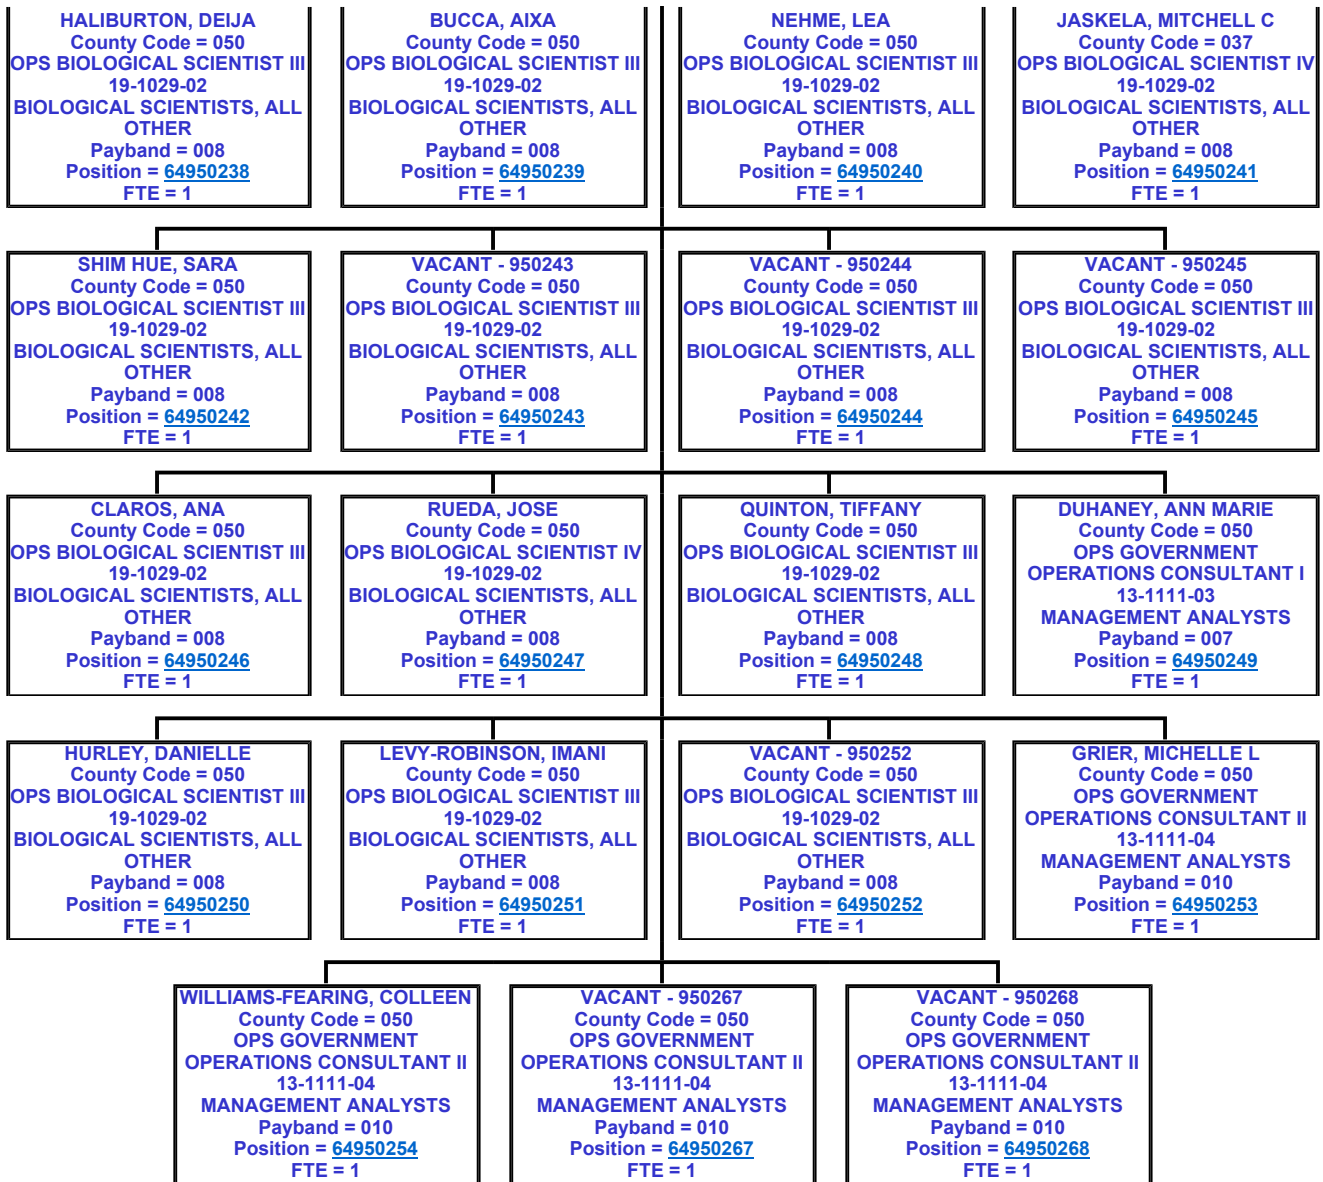 HALIBURTON, DEIJA
County Code = 050
OPS BIOLOGICAL SCIENTIST III
19-1029-02
BIOLOGICAL SCIENTISTS, ALL
OTHER
Payband = 008
Position = 64950238
FTE = 1
BUCCA, AIXA
County Code = 050
OPS BIOLOGICAL SCIENTIST III
19-1029-02
BIOLOGICAL SCIENTISTS, ALL
OTHER
Payband = 008
Position = 64950239
FTE = 1
NEHME, LEA
County Code = 050
OPS BIOLOGICAL SCIENTIST III
19-1029-02
BIOLOGICAL SCIENTISTS, ALL
OTHER
Payband = 008
Position = 64950240
FTE = 1
JASKELA, MITCHELL C
County Code = 037
OPS BIOLOGICAL SCIENTIST IV
19-1029-02
BIOLOGICAL SCIENTISTS, ALL
OTHER
Payband = 008
Position = 64950241
FTE = 1
SHIM HUE, SARA
County Code = 050
OPS BIOLOGICAL SCIENTIST III
19-1029-02
BIOLOGICAL SCIENTISTS, ALL
OTHER
Payband = 008
Position = 64950242
FTE = 1
VACANT - 950243
County Code = 050
OPS BIOLOGICAL SCIENTIST III
19-1029-02
BIOLOGICAL SCIENTISTS, ALL
OTHER
Payband = 008
Position = 64950243
FTE = 1
VACANT - 950244
County Code = 050
OPS BIOLOGICAL SCIENTIST III
19-1029-02
BIOLOGICAL SCIENTISTS, ALL
OTHER
Payband = 008
Position = 64950244
FTE = 1
VACANT - 950245
County Code = 050
OPS BIOLOGICAL SCIENTIST III
19-1029-02
BIOLOGICAL SCIENTISTS, ALL
OTHER
Payband = 008
Position = 64950245
FTE = 1
CLAROS, ANA
County Code = 050
OPS BIOLOGICAL SCIENTIST III
19-1029-02
BIOLOGICAL SCIENTISTS, ALL
OTHER
Payband = 008
Position = 64950246
FTE = 1
RUEDA, JOSE
County Code = 050
OPS BIOLOGICAL SCIENTIST IV
19-1029-02
BIOLOGICAL SCIENTISTS, ALL
OTHER
Payband = 008
Position = 64950247
FTE = 1
QUINTON, TIFFANY
County Code = 050
OPS BIOLOGICAL SCIENTIST III
19-1029-02
BIOLOGICAL SCIENTISTS, ALL
OTHER
Payband = 008
Position = 64950248
FTE = 1
DUHANEY, ANN MARIE
County Code = 050
OPS GOVERNMENT
OPERATIONS CONSULTANT I
13-1111-03
MANAGEMENT ANALYSTS
Payband = 007
Position = 64950249
FTE = 1
HURLEY, DANIELLE
County Code = 050
OPS BIOLOGICAL SCIENTIST III
19-1029-02
BIOLOGICAL SCIENTISTS, ALL
OTHER
Payband = 008
Position = 64950250
FTE = 1
LEVY-ROBINSON, IMANI
County Code = 050
OPS BIOLOGICAL SCIENTIST III
19-1029-02
BIOLOGICAL SCIENTISTS, ALL
OTHER
Payband = 008
Position = 64950251
FTE = 1
VACANT - 950252
County Code = 050
OPS BIOLOGICAL SCIENTIST III
19-1029-02
BIOLOGICAL SCIENTISTS, ALL
OTHER
Payband = 008
Position = 64950252
FTE = 1
GRIER, MICHELLE L
County Code = 050
OPS GOVERNMENT
OPERATIONS CONSULTANT II
13-1111-04
MANAGEMENT ANALYSTS
Payband = 010
Position = 64950253
FTE = 1
WILLIAMS-FEARING, COLLEEN
County Code = 050
OPS GOVERNMENT
OPERATIONS CONSULTANT II
13-1111-04
MANAGEMENT ANALYSTS
Payband = 010
Position = 64950254
FTE = 1
VACANT - 950267
County Code = 050
OPS GOVERNMENT
OPERATIONS CONSULTANT II
13-1111-04
MANAGEMENT ANALYSTS
Payband = 010
Position = 64950267
FTE = 1
VACANT - 950268
County Code = 050
OPS GOVERNMENT
OPERATIONS CONSULTANT II
13-1111-04
MANAGEMENT ANALYSTS
Payband = 010
Position = 64950268
FTE = 1